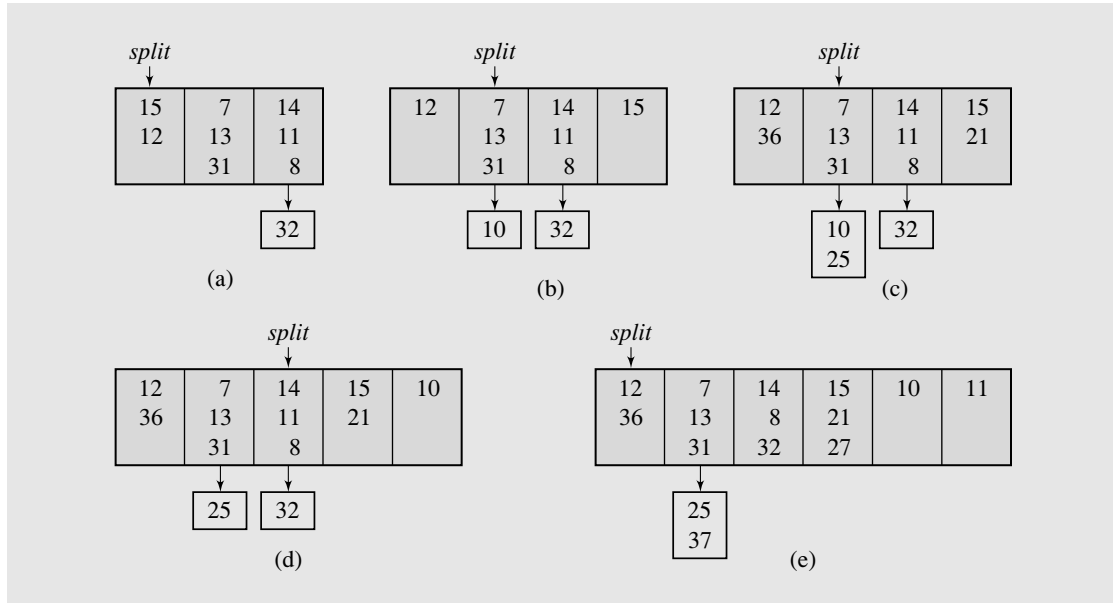 split
15 7 14
12 13 11
31 8
32
(a)
split
12 7 14 15
13 11
31 8
10 32
(b)
split
12 7 14 15
36 13 11 21
31 8
10 32
25
(c)
split
12 7 14 15 10
36 13 11 21
31 8
25 32
(d)
split
12 7 14 15 10 11
36 13 8 21
31 32 27
25
37
(e)